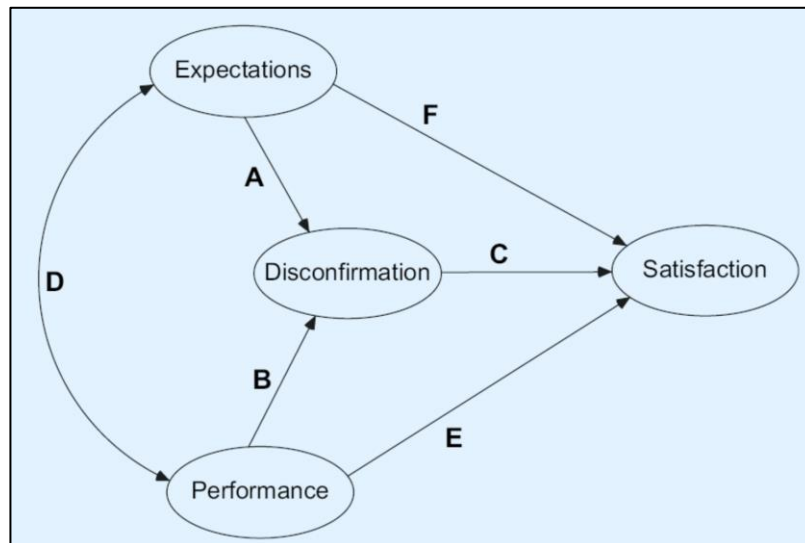 Expectations
F
A
Disconfirmation
C
Satisfaction
D
B
E
Performance